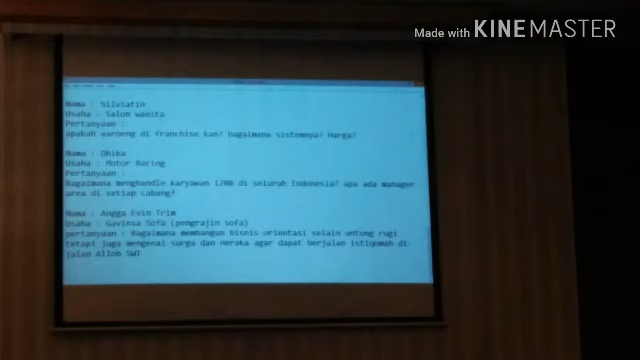 Made with KINEMASTER
Nama : Silviatin
Usaha : Salon wanita
Pertanyaan :
apakah waroeng di franchise kan? bagaimana sistemnya? Harga?
Nama : Dhika
Usaha : Motor Racing
Pertanyaan :
Bagaimana menghandle karyawan 1700 di seluruh Indonesia? apa ada manager
area di setiap cabang?
Nama : Angga Evin Trim
Usaha : Gavinsa Sofa (pengrajin sofa)
pertanyaan : Bagaimana membangun bisnis orientasi selain untung rugi
tetapi juga mengenai surga dan neraka agar dapat berjalan istiqomah di
jalan Alloh SWT